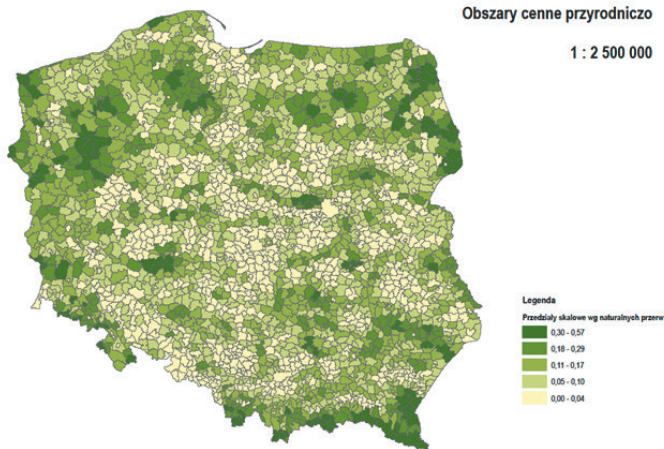 Obszary cenne przyrodniczo
1 : 2 500 000
Legenda
Przedziały skalowe wg naturalnych przerw
0,30 - 0,57
0,18 - 0,29
0,11 - 0,17
0,05 - 0,10
0,00 - 0,04